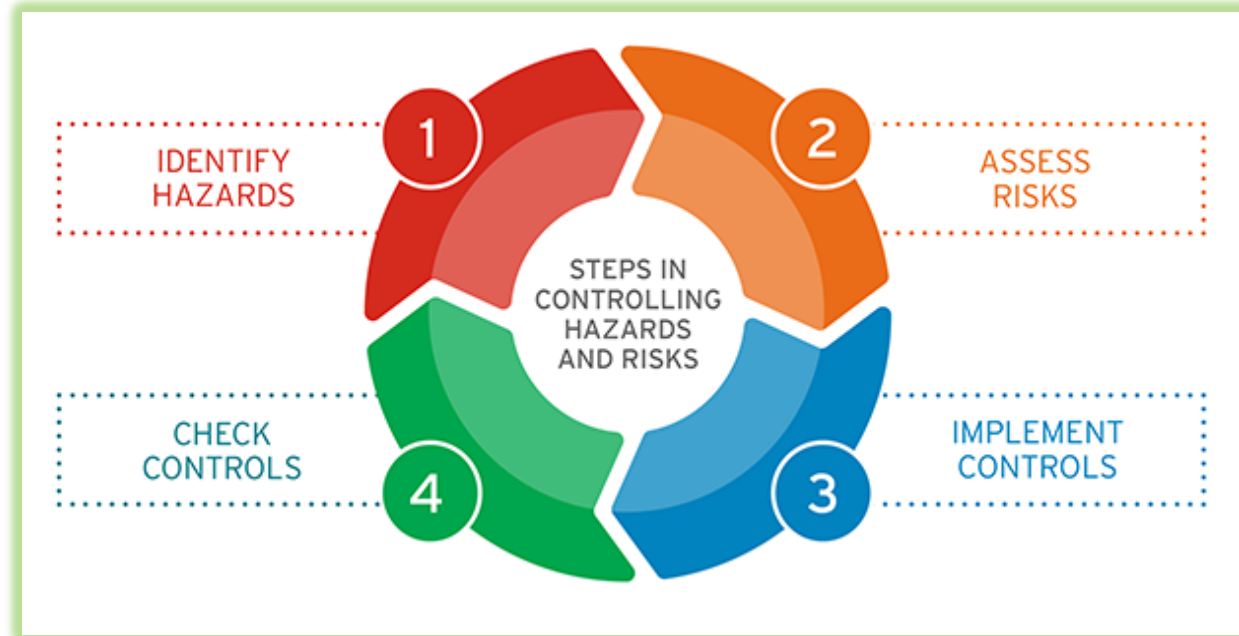 1
IDENTIFY
HAZARDS
2
ASSESS
RISKS
STEPS IN
CONTROLLING
HAZARDS
AND RISKS
3
IMPLEMENT
CONTROLS
4
CHECK
CONTROLS